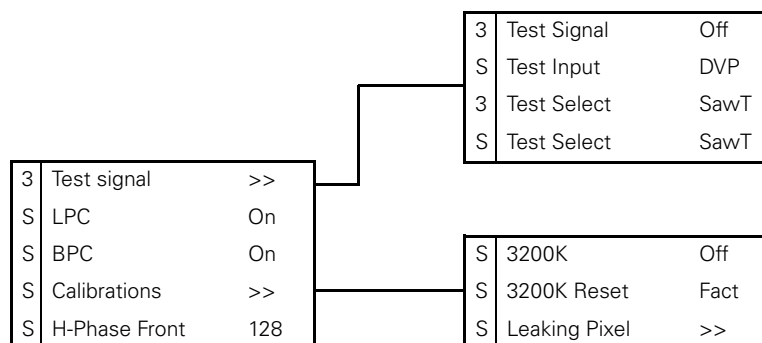 3 Test Signal Off
S Test Input DVP
3 Test Select SawT
S Test Select SawT
3 Test signal >>
S LPC On
S BPC On
S Calibrations >>
S H-Phase Front 128
S 3200K Off
S 3200K Reset Fact
S Leaking Pixel >>